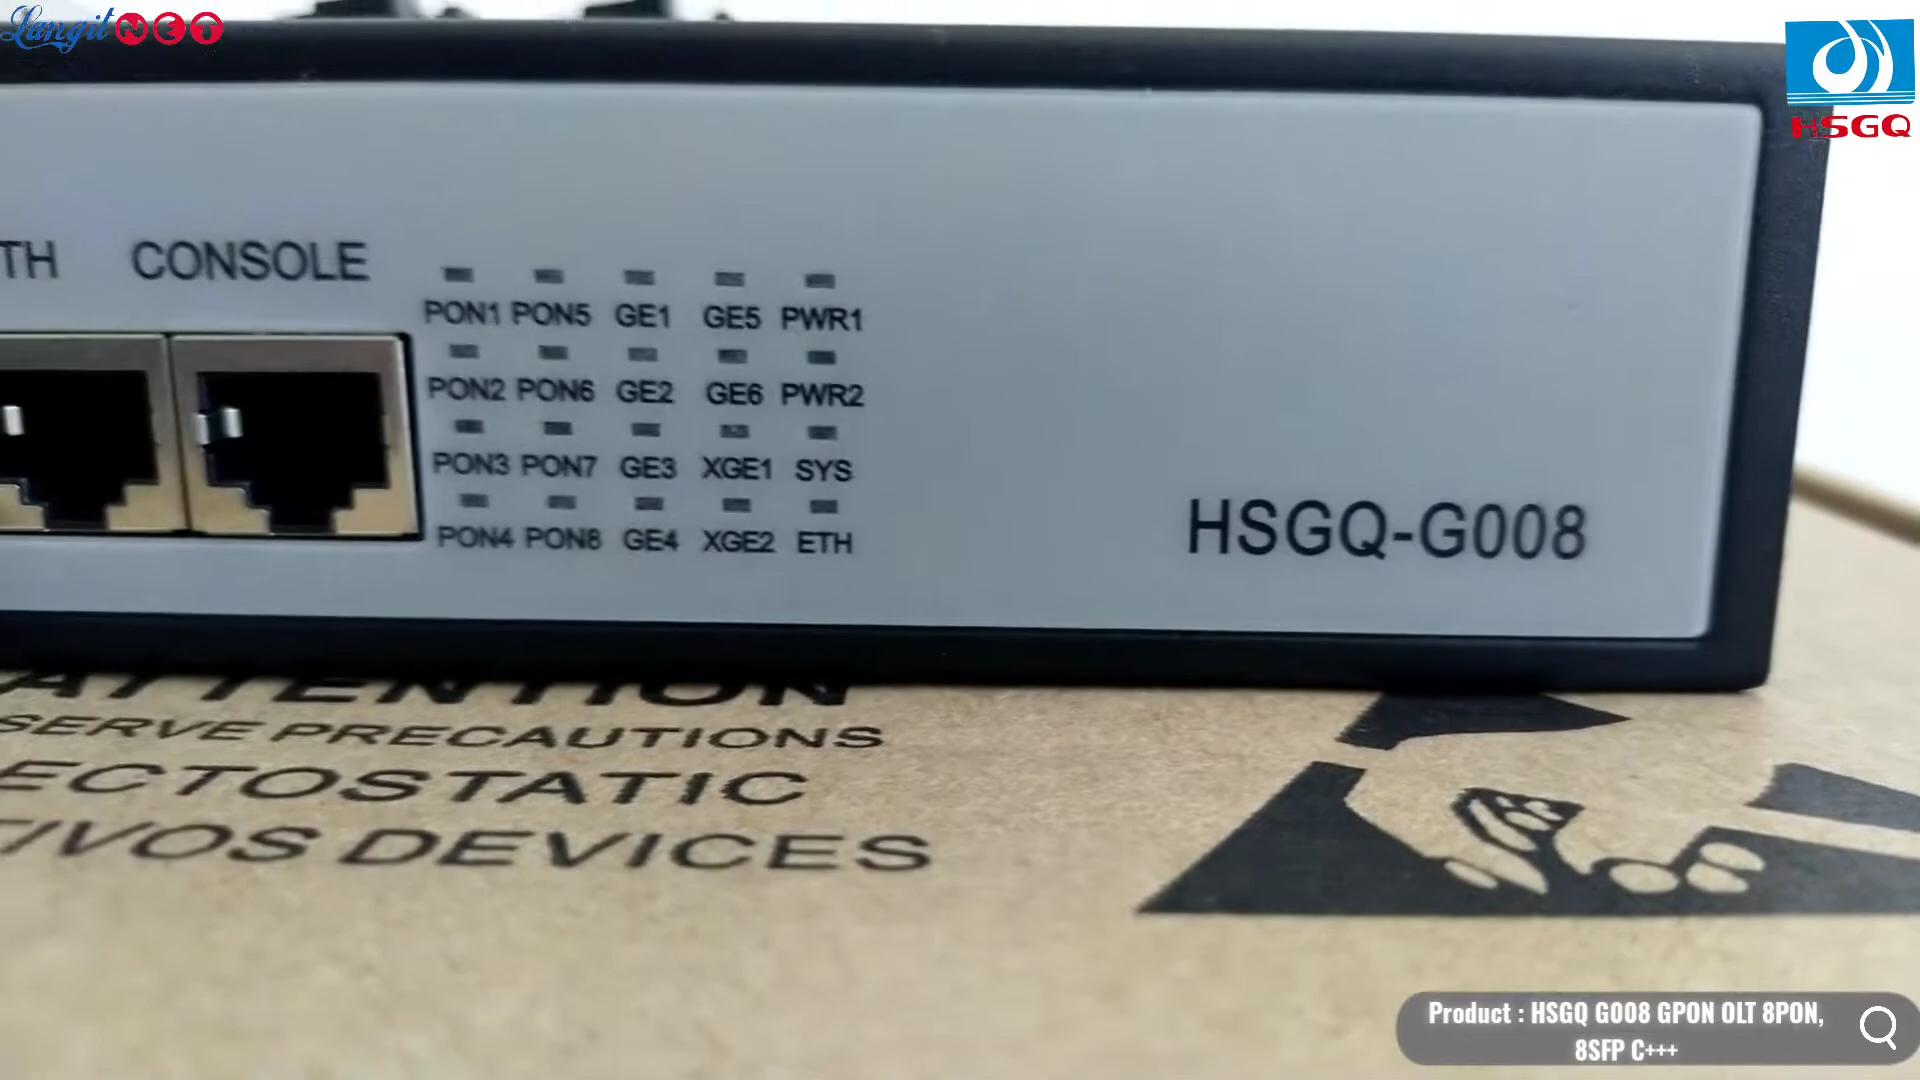 Langit NET
HSGQ
TH CONSOLE
PON1 PON5 GE1 GE5 PWR1
PON2 PON6 GE2 GE6 PWR2
PON3 PON7 GE3 XGE1 SYS
PON4 PON8 GE4 XGE2 ETH
HSGQ-G008
ATTENTION
SERVE PRECAUTIONS
ECTOSTATIC
TIVOS DEVICES
Product : HSGQ G008 GPON OLT 8PON,
8SFP C+++